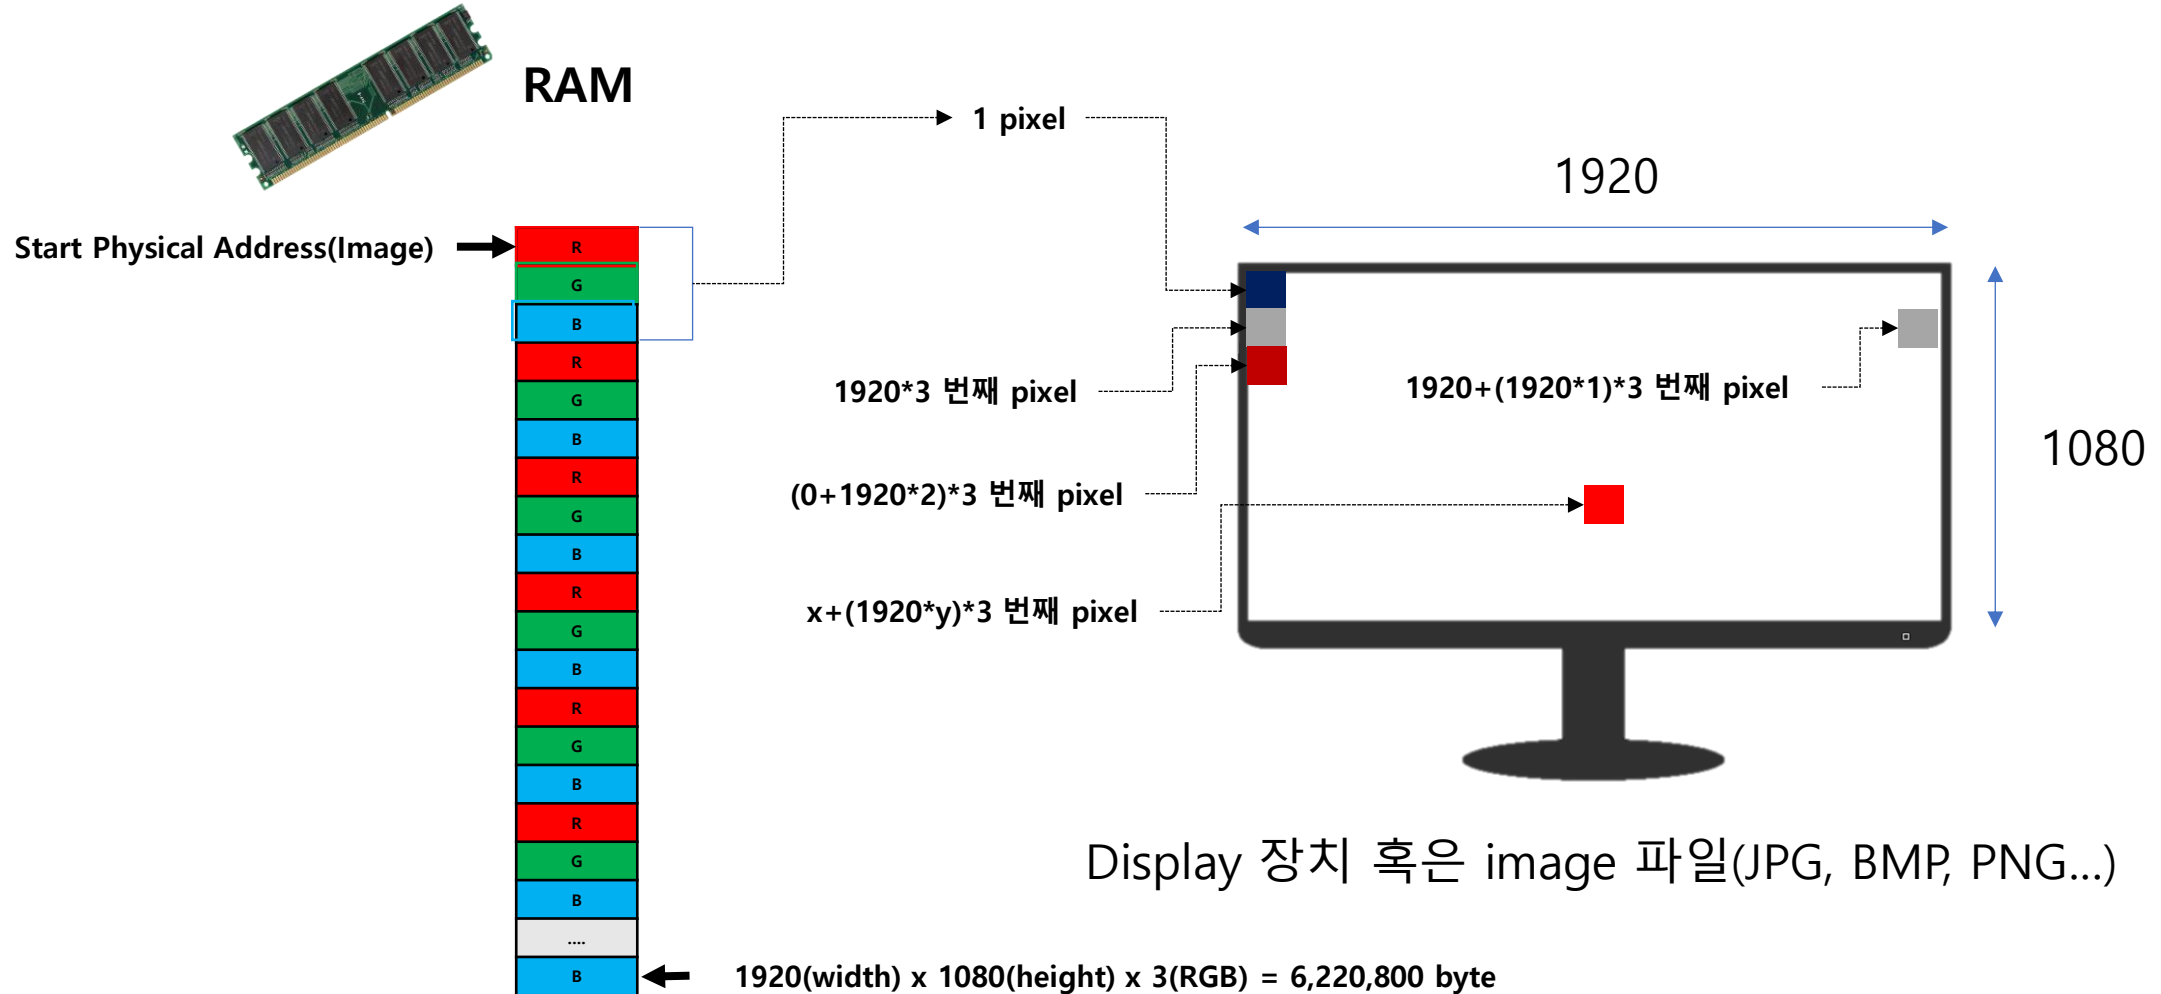 RAM
1 pixel
1920
Start Physical Address(Image)
R
G
B
R
G
B
R
G
B
R
G
B
R
G
B
R
G
B
....
B
1920*3 번째 pixel
1920+(1920*1)*3 번째 pixel
1080
(0+1920*2)*3 번째 pixel
x+(1920*y)*3 번째 pixel
Display 장치 혹은 image 파일(JPG, BMP, PNG...)
1920(width) x 1080(height) x 3(RGB) = 6,220,800 byte